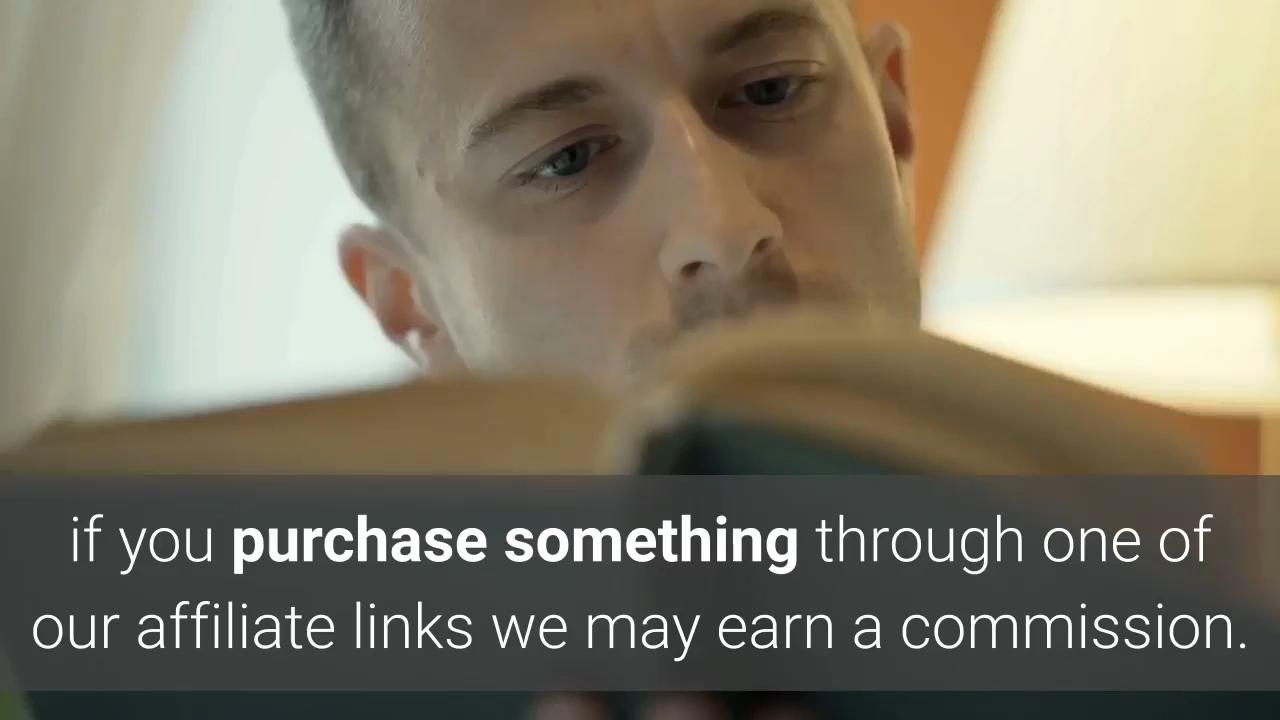 if you purchase something through one of
our affiliate links we may earn a commission.